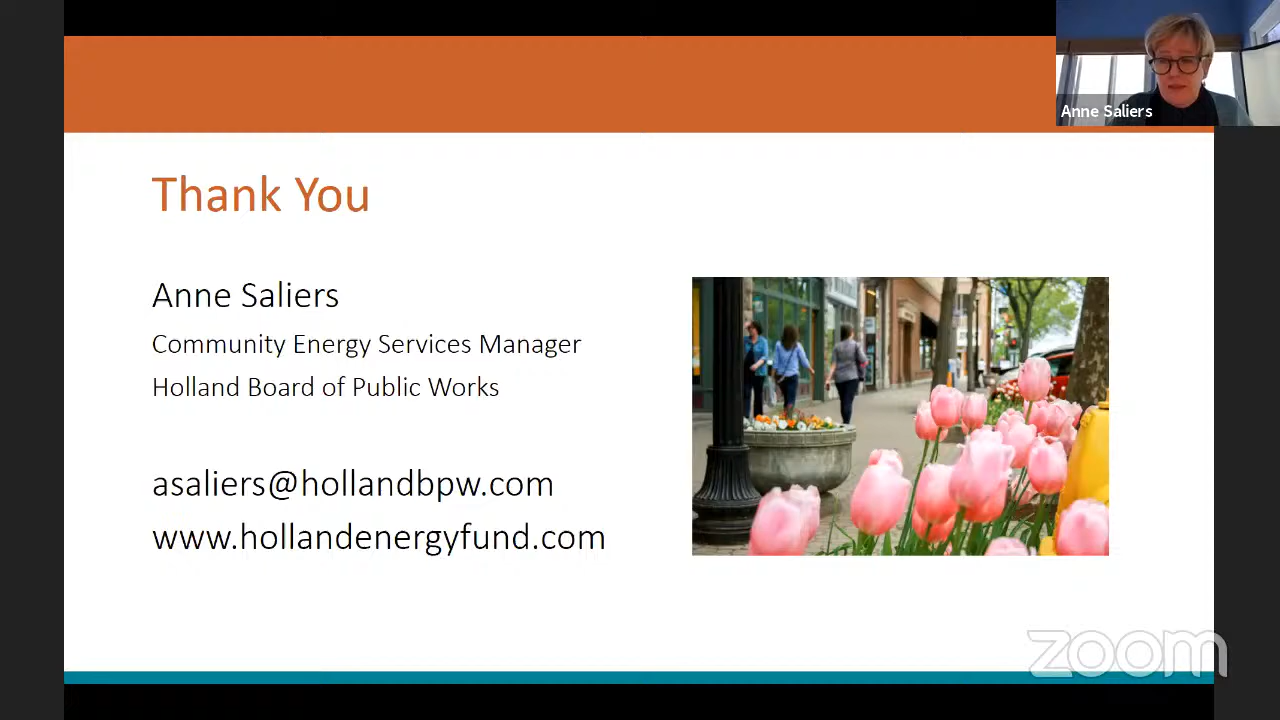 Anne Saliers
Thank You
Anne Saliers
Community Energy Services Manager
Holland Board of Public Works
asaliers@hollandbpw.com
www.hollandenergyfund.com
zoom